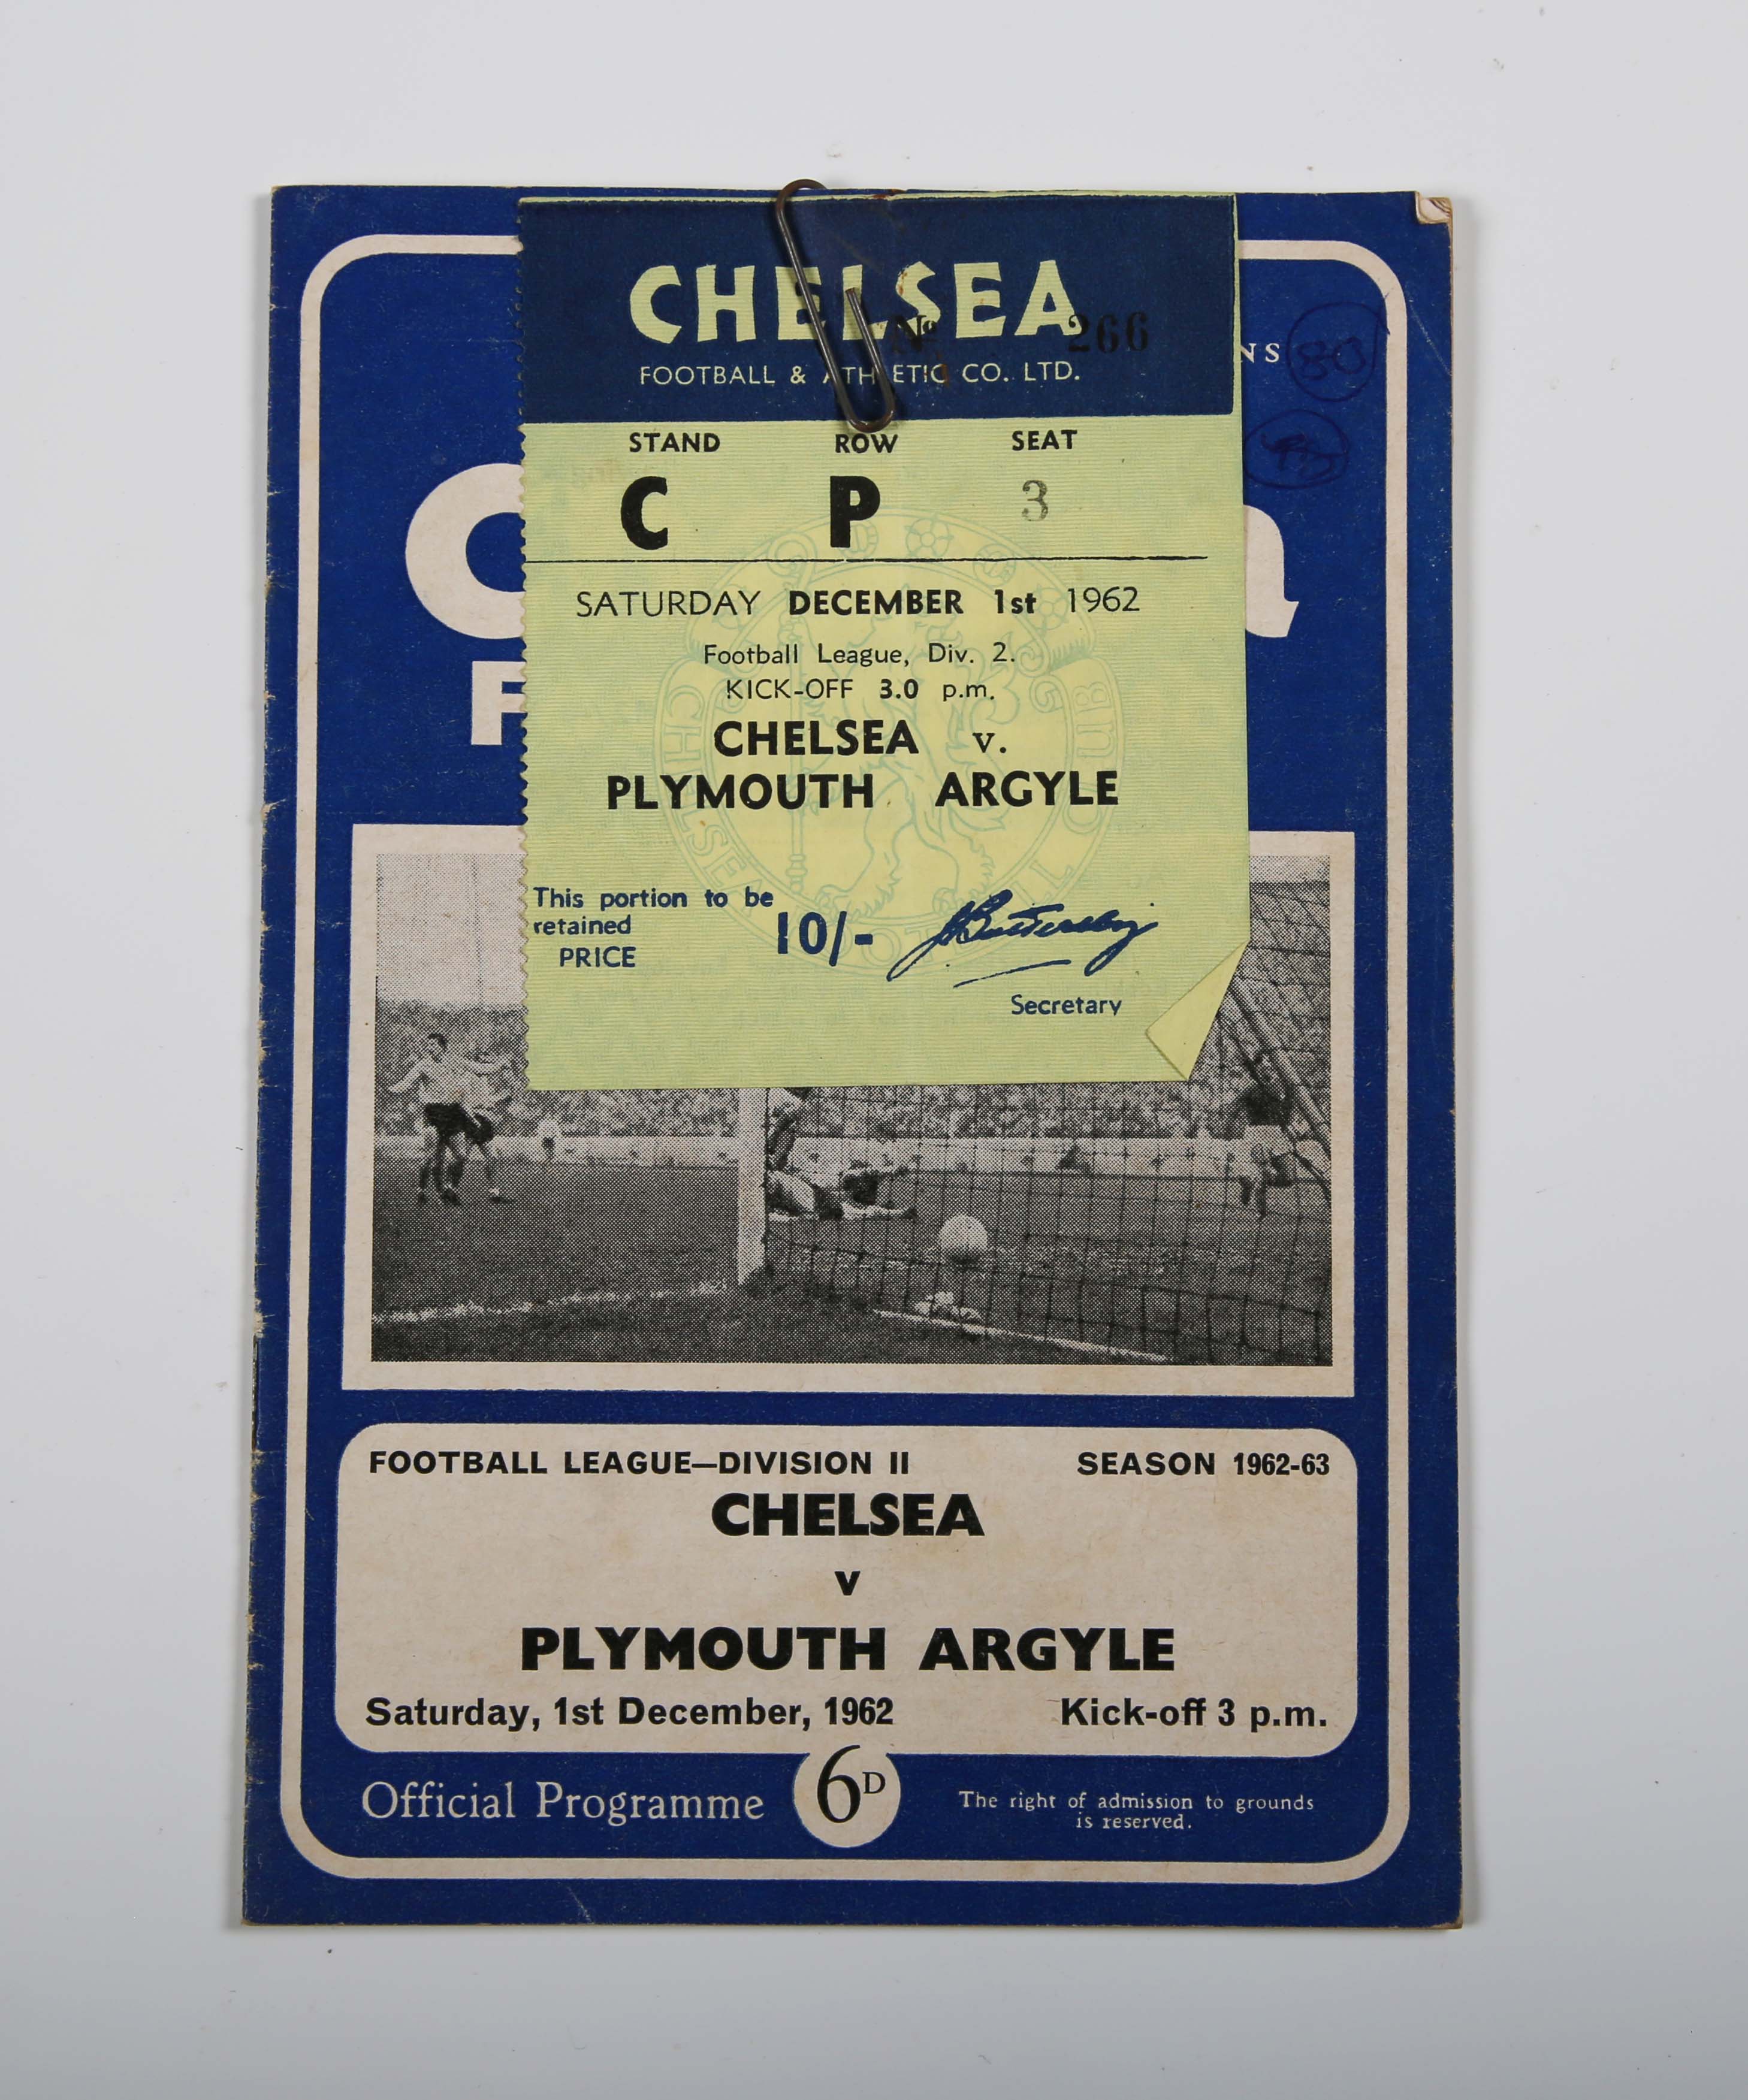 CHELSEA
Nº 266
FOOTBALL & ATHLETIC CO. LTD.
STAND ROW SEAT
C P 3
SATURDAY DECEMBER 1st 1962
Football League, Div. 2.
KICK-OFF 3.0 p.m.
CHELSEA v.
PLYMOUTH ARGYLE
This portion to be
retained
PRICE
10/-
Secretary
80
FOOTBALL LEAGUE—DIVISION II SEASON 1962-63
CHELSEA
v
PLYMOUTH ARGYLE
Saturday, 1st December, 1962 Kick-off 3 p.m.
Official Programme 6D The right of admission to grounds
is reserved.